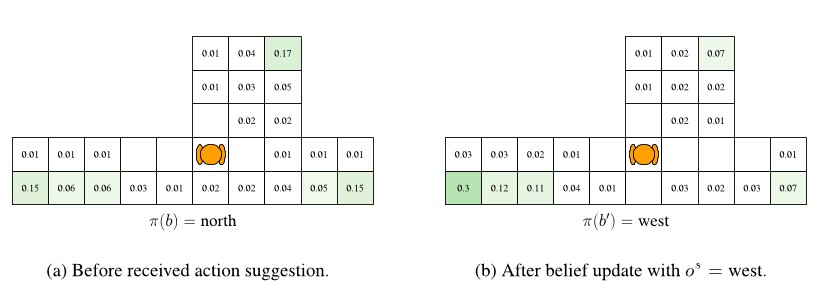 0.01 0.04 0.17
0.01 0.03 0.05
0.02 0.02
0.01 0.01 0.01 0.01 0.01 0.01
0.15 0.06 0.06 0.03 0.01 0.02 0.02 0.04 0.05 0.15
π(b) = north
(a) Before received action suggestion.
0.01 0.02 0.07
0.01 0.02 0.02
0.02 0.01
0.03 0.03 0.02 0.01 0.01
0.3 0.12 0.11 0.04 0.01 0.03 0.02 0.03 0.07
π(b′) = west
(b) After belief update with oˢ = west.